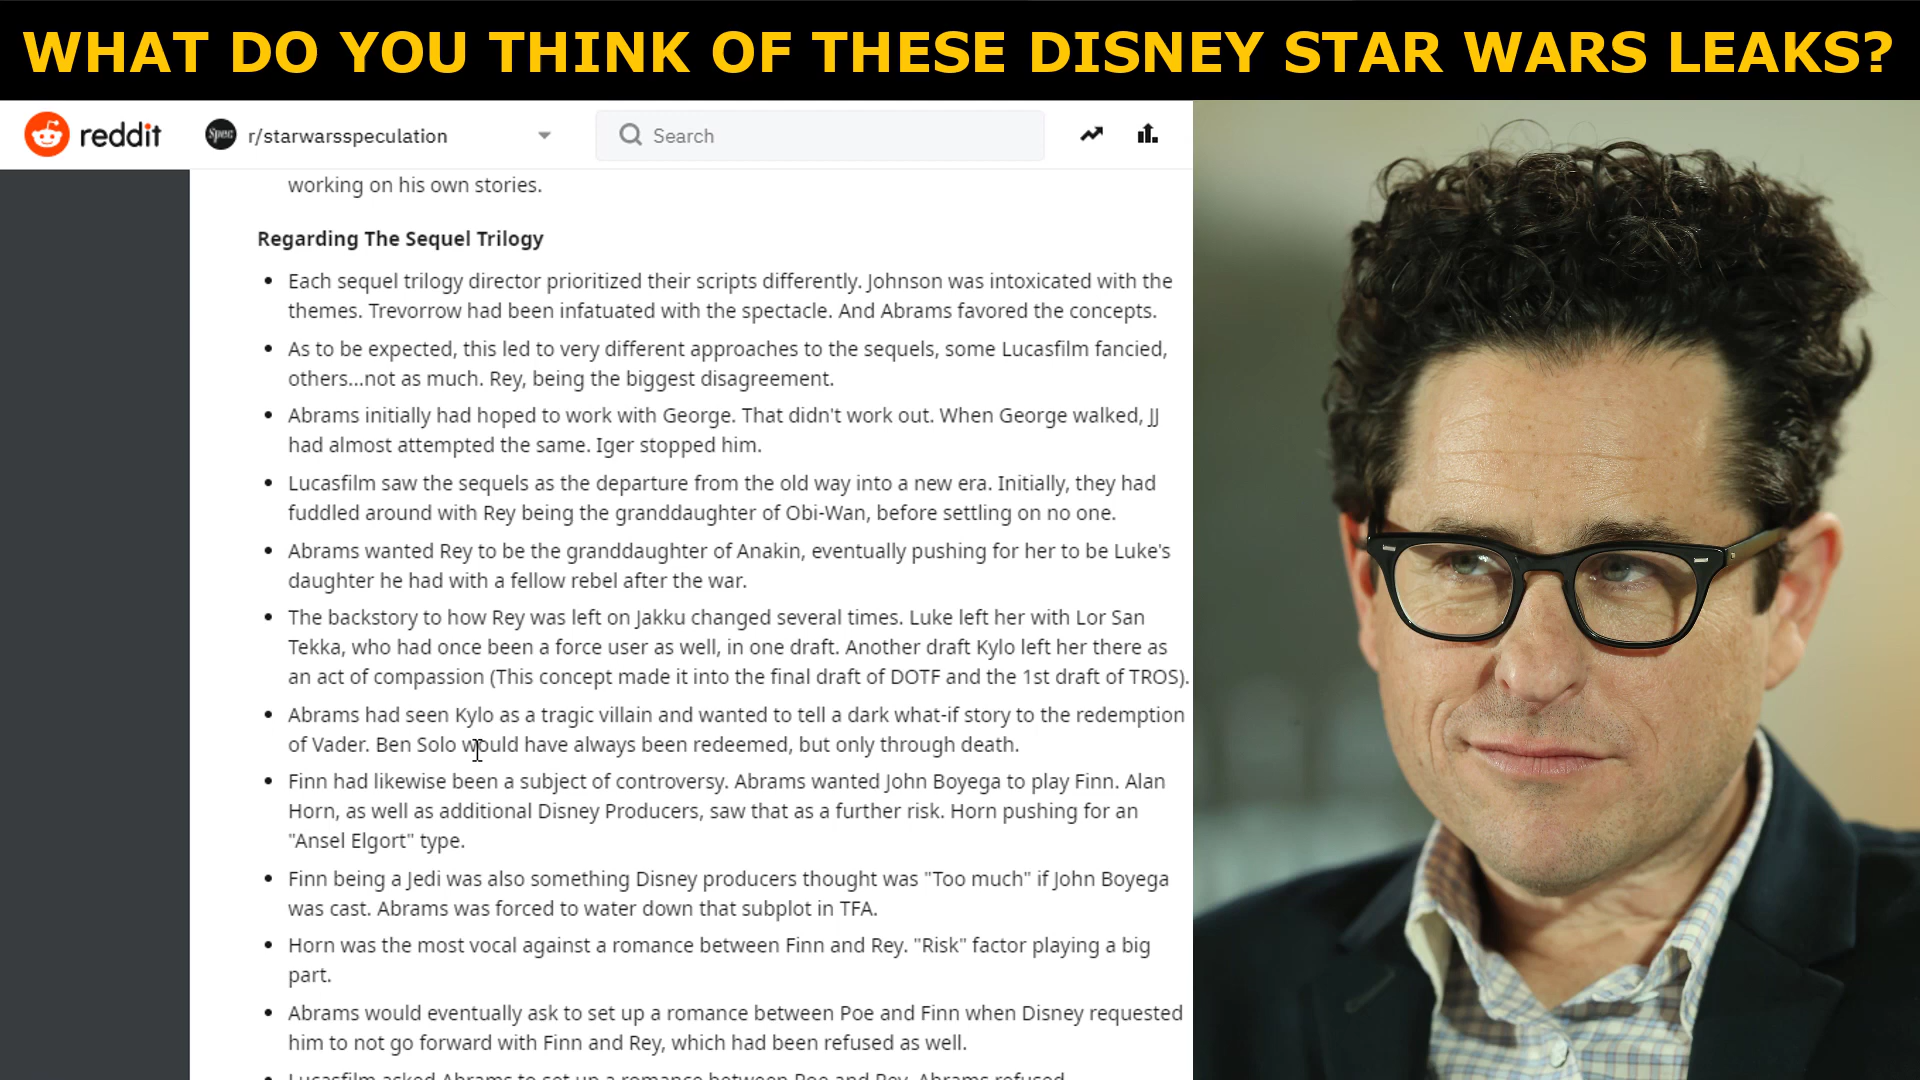 WHAT DO YOU THINK OF THESE DISNEY STAR WARS LEAKS?
reddit
Spec
r/starwarsspeculation
Search
working on his own stories.
Regarding The Sequel Trilogy
Each sequel trilogy director prioritized their scripts differently. Johnson was intoxicated with the
themes. Trevorrow had been infatuated with the spectacle. And Abrams favored the concepts.
As to be expected, this led to very different approaches to the sequels, some Lucasfilm fancied,
others...not as much. Rey, being the biggest disagreement.
Abrams initially had hoped to work with George. That didn't work out. When George walked, JJ
had almost attempted the same. Iger stopped him.
Lucasfilm saw the sequels as the departure from the old way into a new era. Initially, they had
fuddled around with Rey being the granddaughter of Obi-Wan, before settling on no one.
Abrams wanted Rey to be the granddaughter of Anakin, eventually pushing for her to be Luke's
daughter he had with a fellow rebel after the war.
The backstory to how Rey was left on Jakku changed several times. Luke left her with Lor San
Tekka, who had once been a force user as well, in one draft. Another draft Kylo left her there as
an act of compassion (This concept made it into the final draft of DOTF and the 1st draft of TROS).
Abrams had seen Kylo as a tragic villain and wanted to tell a dark what-if story to the redemption
of Vader. Ben Solo would have always been redeemed, but only through death.
Finn had likewise been a subject of controversy. Abrams wanted John Boyega to play Finn. Alan
Horn, as well as additional Disney Producers, saw that as a further risk. Horn pushing for an
"Ansel Elgort" type.
Finn being a Jedi was also something Disney producers thought was "Too much" if John Boyega
was cast. Abrams was forced to water down that subplot in TFA.
Horn was the most vocal against a romance between Finn and Rey. "Risk" factor playing a big
part.
Abrams would eventually ask to set up a romance between Poe and Finn when Disney requested
him to not go forward with Finn and Rey, which had been refused as well.
Lucasfilm asked Abrams to set up a romance between Poe and Rey. Abrams refused.